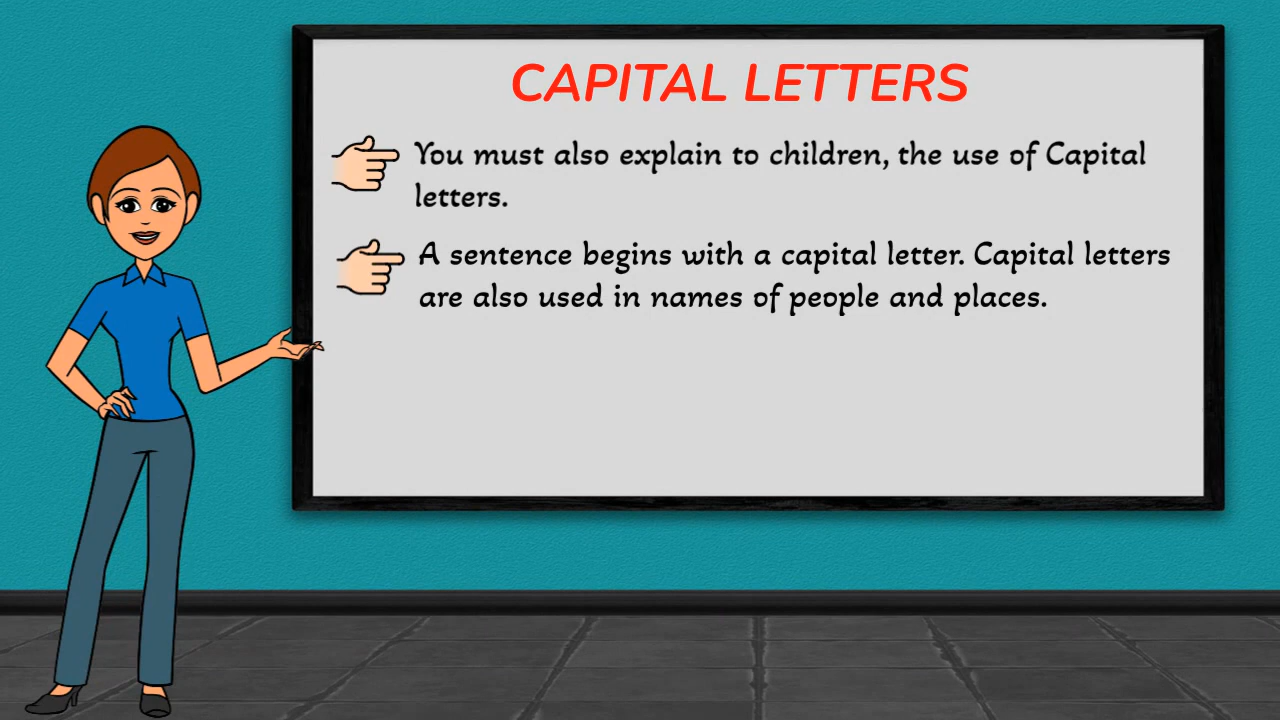 CAPITAL LETTERS
You must also explain to children, the use of Capital
letters.
A sentence begins with a capital letter. Capital letters
are also used in names of people and places.